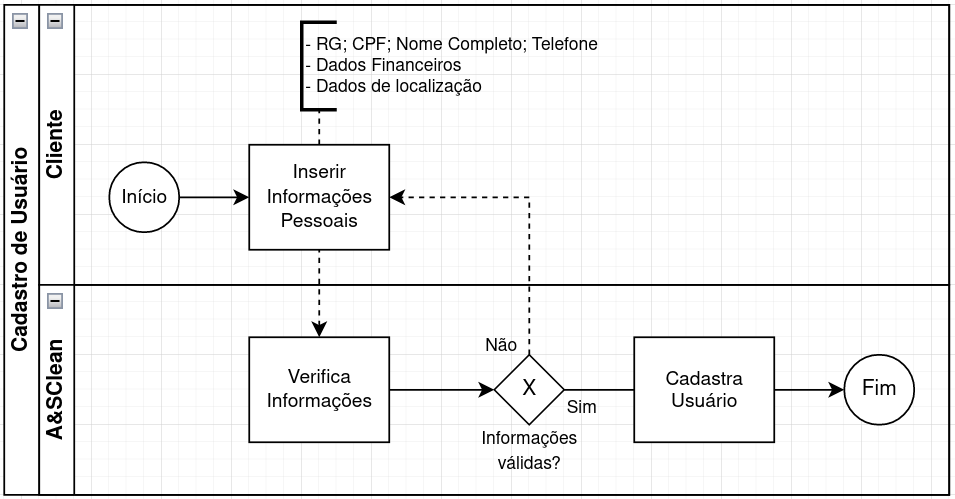 Cadastro de Usuário
Cliente
- RG; CPF; Nome Completo; Telefone
- Dados Financeiros
- Dados de localização
Início
Inserir
Informações
Pessoais
A&SClean
Verifica
Informações
Não
X
Sim
Informações
válidas?
Cadastra
Usuário
Fim